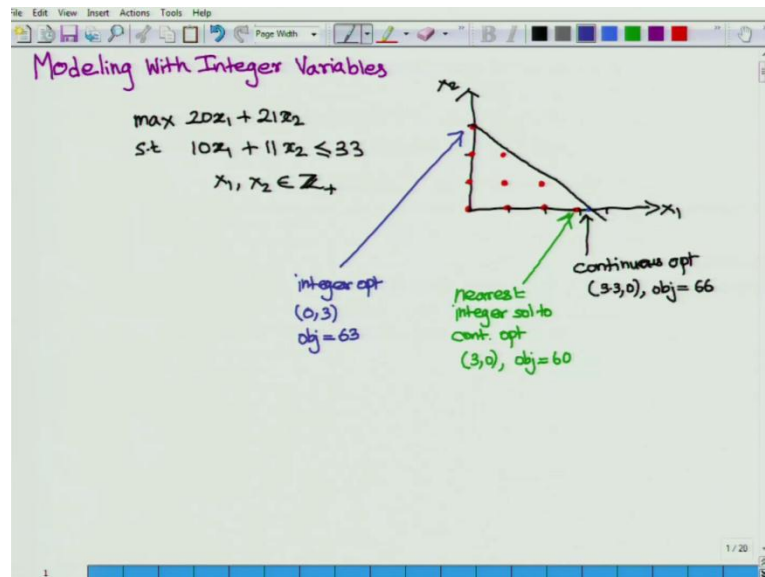 File Edit View Insert Actions Tools Help
Page Width
B I
Modeling With Integer Variables
max 20x₁ + 21x₂
s.t 10x₁ + 11x₂ ≤ 33
x₁, x₂ ∈ ℤ₊
x₂
x₁
continuous opt
(3.3,0), obj = 66
integer opt
(0,3)
obj = 63
nearest
integer sol to
cont. opt
(3,0), obj = 60
1 / 20
1